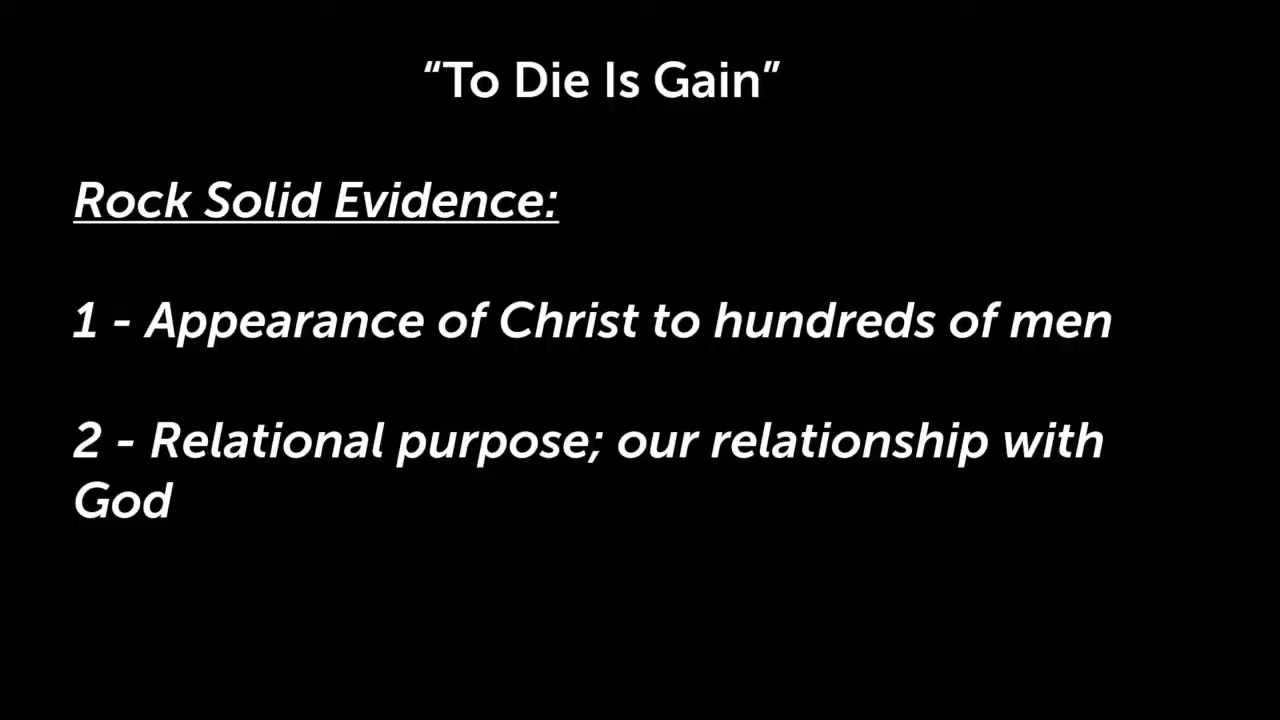 “To Die Is Gain”
Rock Solid Evidence:
1 - Appearance of Christ to hundreds of men
2 - Relational purpose; our relationship with
God